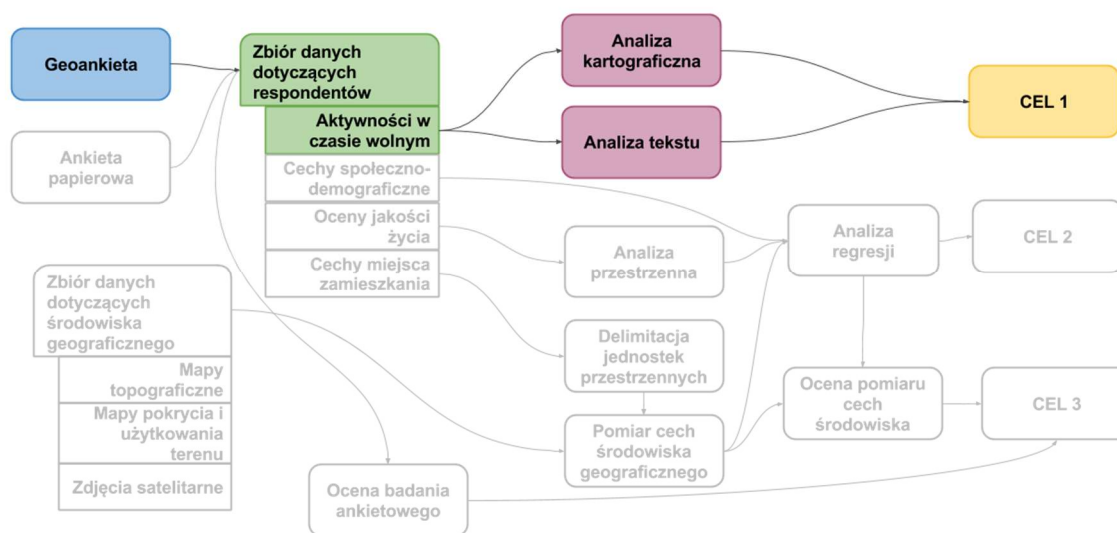 Geoankieta
Zbiór danych
dotyczących
respondentów
Aktywności w
czasie wolnym
Analiza
kartograficzna
Analiza tekstu
CEL 1
Ankieta
papierowa
Cechy społeczno-
demograficzne
Oceny jakości
życia
Cechy miejsca
zamieszkania
Analiza
przestrzenna
Analiza
regresji
CEL 2
Zbiór danych
dotyczących
środowiska
geograficznego
Mapy
topograficzne
Mapy pokrycia i
użytkowania
terenu
Zdjęcia satelitarne
Delimitacja
jednostek
przestrzennych
Pomiar cech
środowiska
geograficznego
Ocena pomiaru
cech
środowiska
CEL 3
Ocena badania
ankietowego